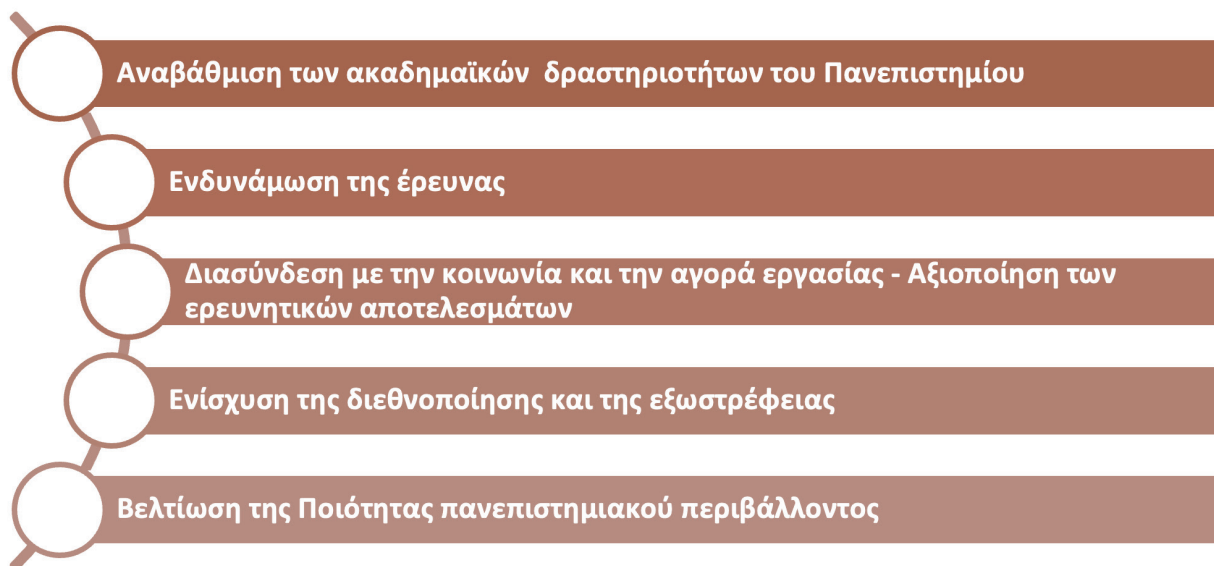 Αναβάθμιση των ακαδημαϊκών  δραστηριοτήτων του Πανεπιστημίου
Ενδυνάμωση της έρευνας
Διασύνδεση με την κοινωνία και την αγορά εργασίας - Αξιοποίηση των
ερευνητικών αποτελεσμάτων
Ενίσχυση της διεθνοποίησης και της εξωστρέφειας
Βελτίωση της Ποιότητας πανεπιστημιακού περιβάλλοντος